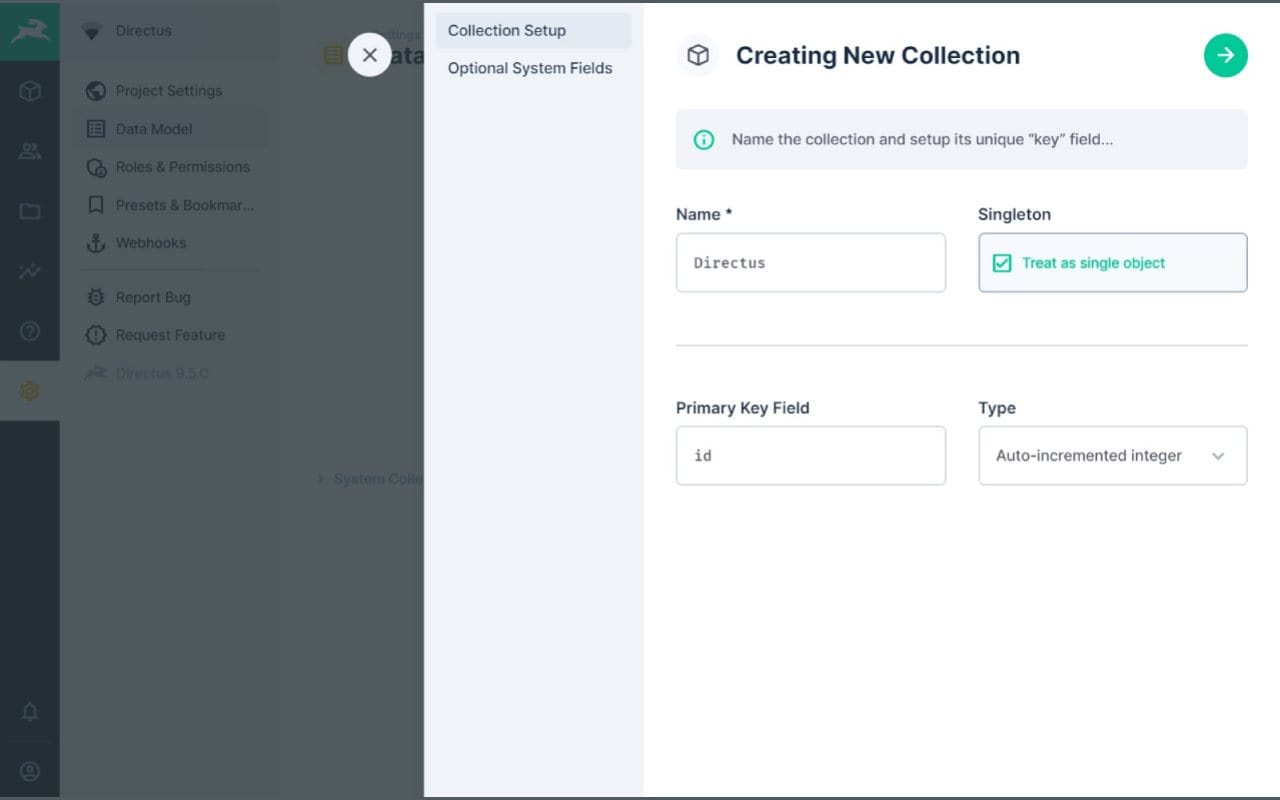 Directus
Project Settings
Data Model
Roles & Permissions
Presets & Bookmar...
Webhooks
Report Bug
Request Feature
Directus 9.5.0
ettings
ata
System Colle
Collection Setup
Optional System Fields
Creating New Collection
Name the collection and setup its unique “key” field...
Name *
Singleton
Directus
Treat as single object
Primary Key Field
Type
id
Auto-incremented integer